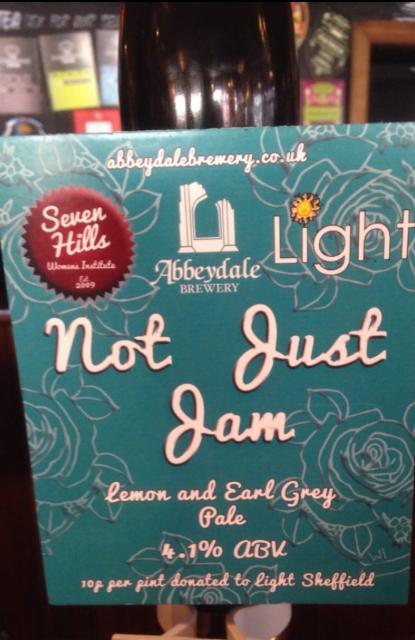 abbeydalebrewery.co.uk
Seven
Hills
Womens Institute
Est
2009
Abbeydale
BREWERY
Light
Not Just
Jam
Lemon and Earl Grey
Pale
4.1% ABV
WI
10p per pint donated to Light Sheffield